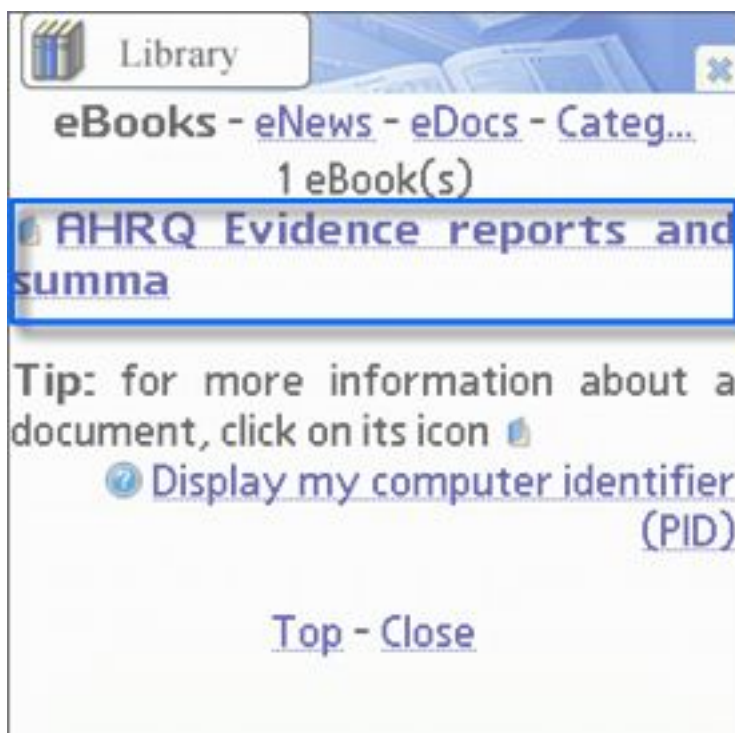 Library
eBooks - eNews - eDocs - Categ...
1 eBook(s)
AHRQ Evidence reports and
summa
Tip: for more information about a
document, click on its icon
Display my computer identifier
(PID)
Top - Close